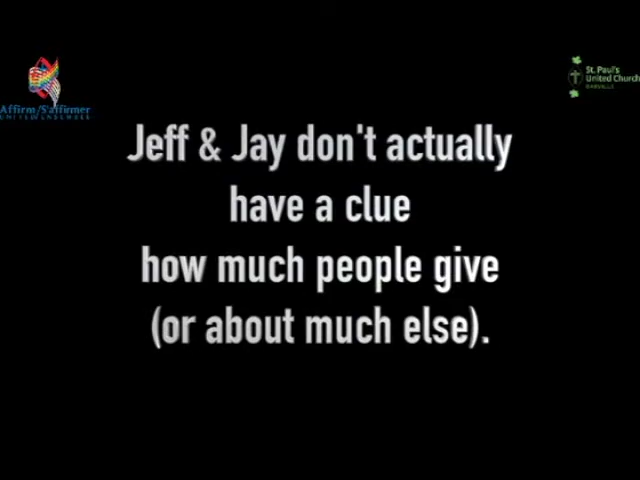 Affirm/S'affirmer
St. Paul's
United Church
Jeff & Jay don't actually
have a clue
how much people give
(or about much else).